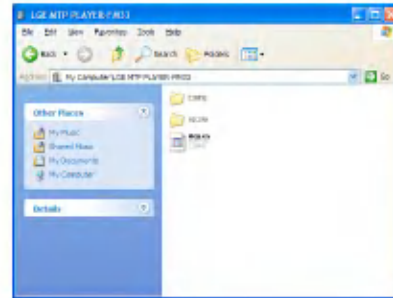 LGE MTP PLAYER-FM33
File Edit View Favorites Tools Help
Back Search Folders
Address My Computer\LGE MTP PLAYER-FM33 Go
Other Places
My Music
Shared Music
My Documents
My Computer
Details